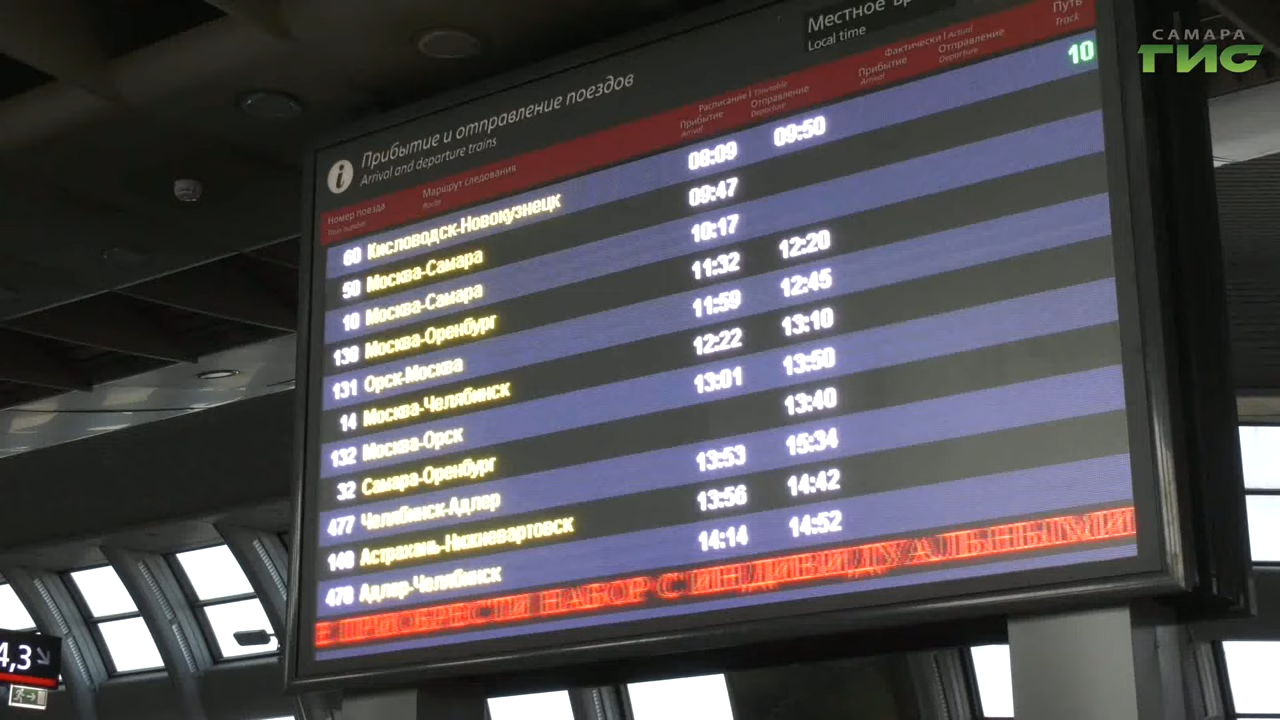 САМАРА
ГИС
Местное
Local time
Прибытие и отправление поездов
Arrival and departure trains
Расписание | Timetable
Фактически | Actual
Путь
Track
Номер поезда
Train number
Маршрут следования
Route
Прибытие
Arrival
Отправление
Departure
Прибытие
Arrival
Отправление
Departure
60 Кисловодск-Новокузнецк 08:09 09:50 10
50 Москва-Самара 09:47
10 Москва-Самара 10:17
Москва-Оренбург 11:32 12:20
131 Орск-Москва 11:59 12:45
14 Москва-Челябинск 12:22 13:10
132 Москва-Орск 13:01 13:50
32 Самара-Оренбург 13:40
477 Челябинск-Адлер 13:53 15:34
Астрахань-Нижневартовск 13:56 14:42
478 Адлер-Челябинск 14:14 14:52
Е ПРИОБРЕСТИ НАБОР С ИНДИВИДУАЛЬНЫМИ
4,3